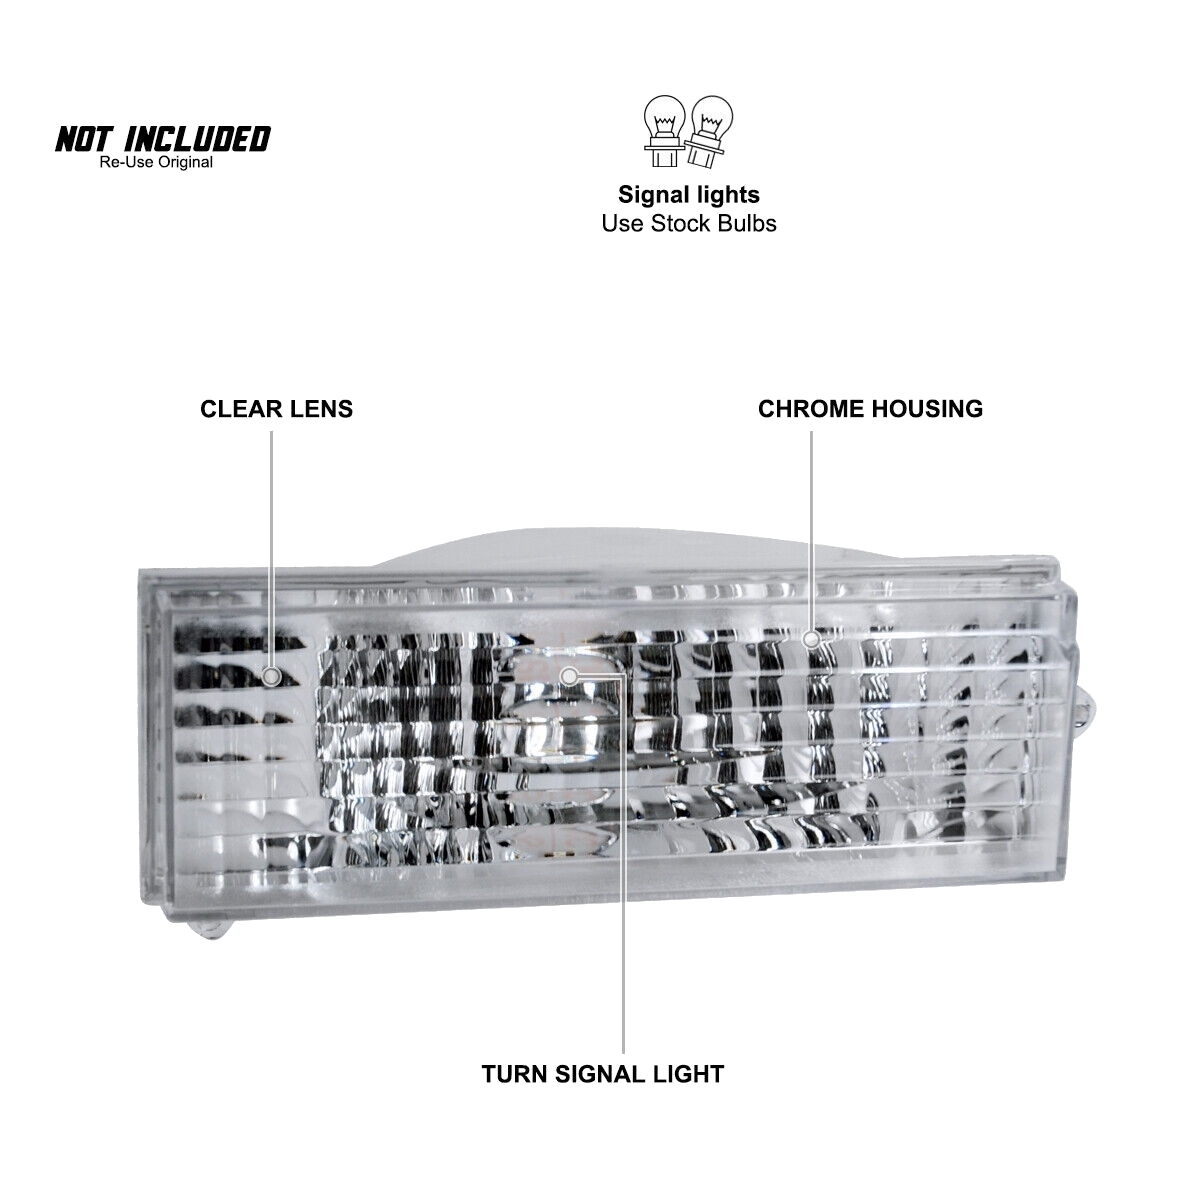 NOT INCLUDED
Re-Use Original
Signal lights
Use Stock Bulbs
CLEAR LENS
CHROME HOUSING
TURN SIGNAL LIGHT